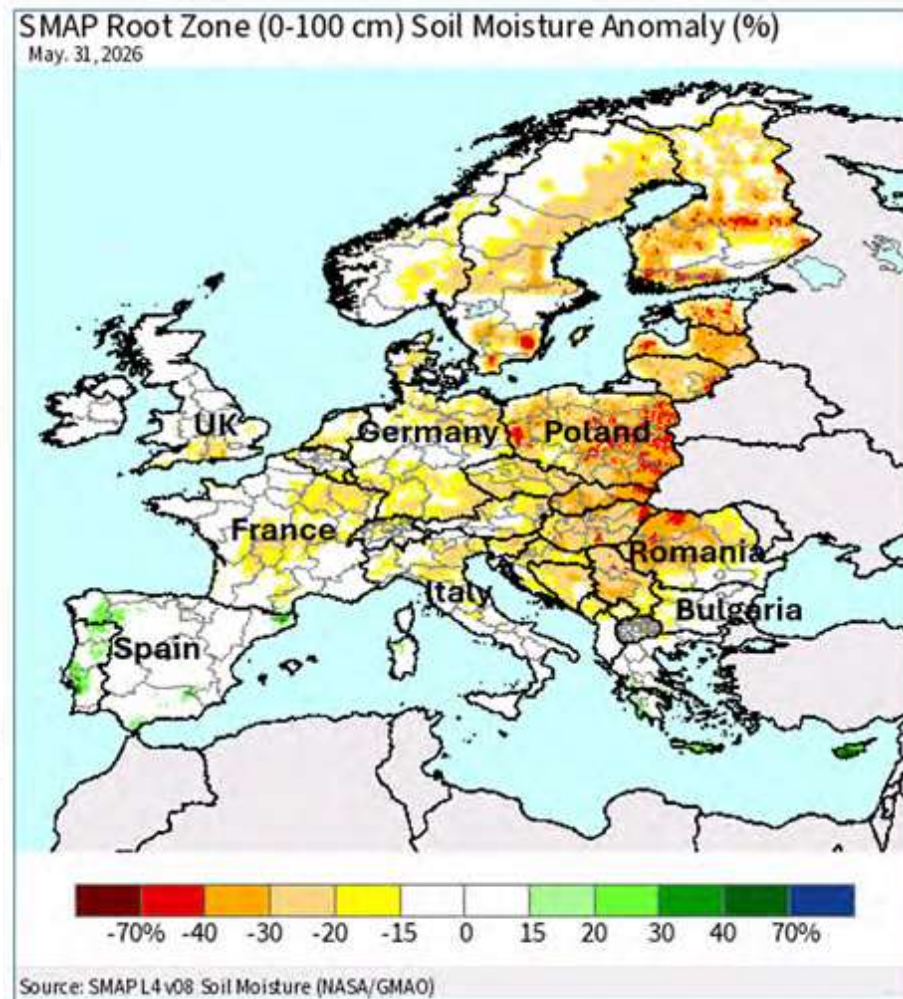 SMAP Root Zone (0-100 cm) Soil Moisture Anomaly (%)
May. 31, 2026
UK
Germany
Poland
France
Romania
Italy
Bulgaria
Spain
-70% -40 -30 -20 -15 0 15 20 30 40 70%
Source: SMAP L4 v08 Soil Moisture (NASA/GMAO)